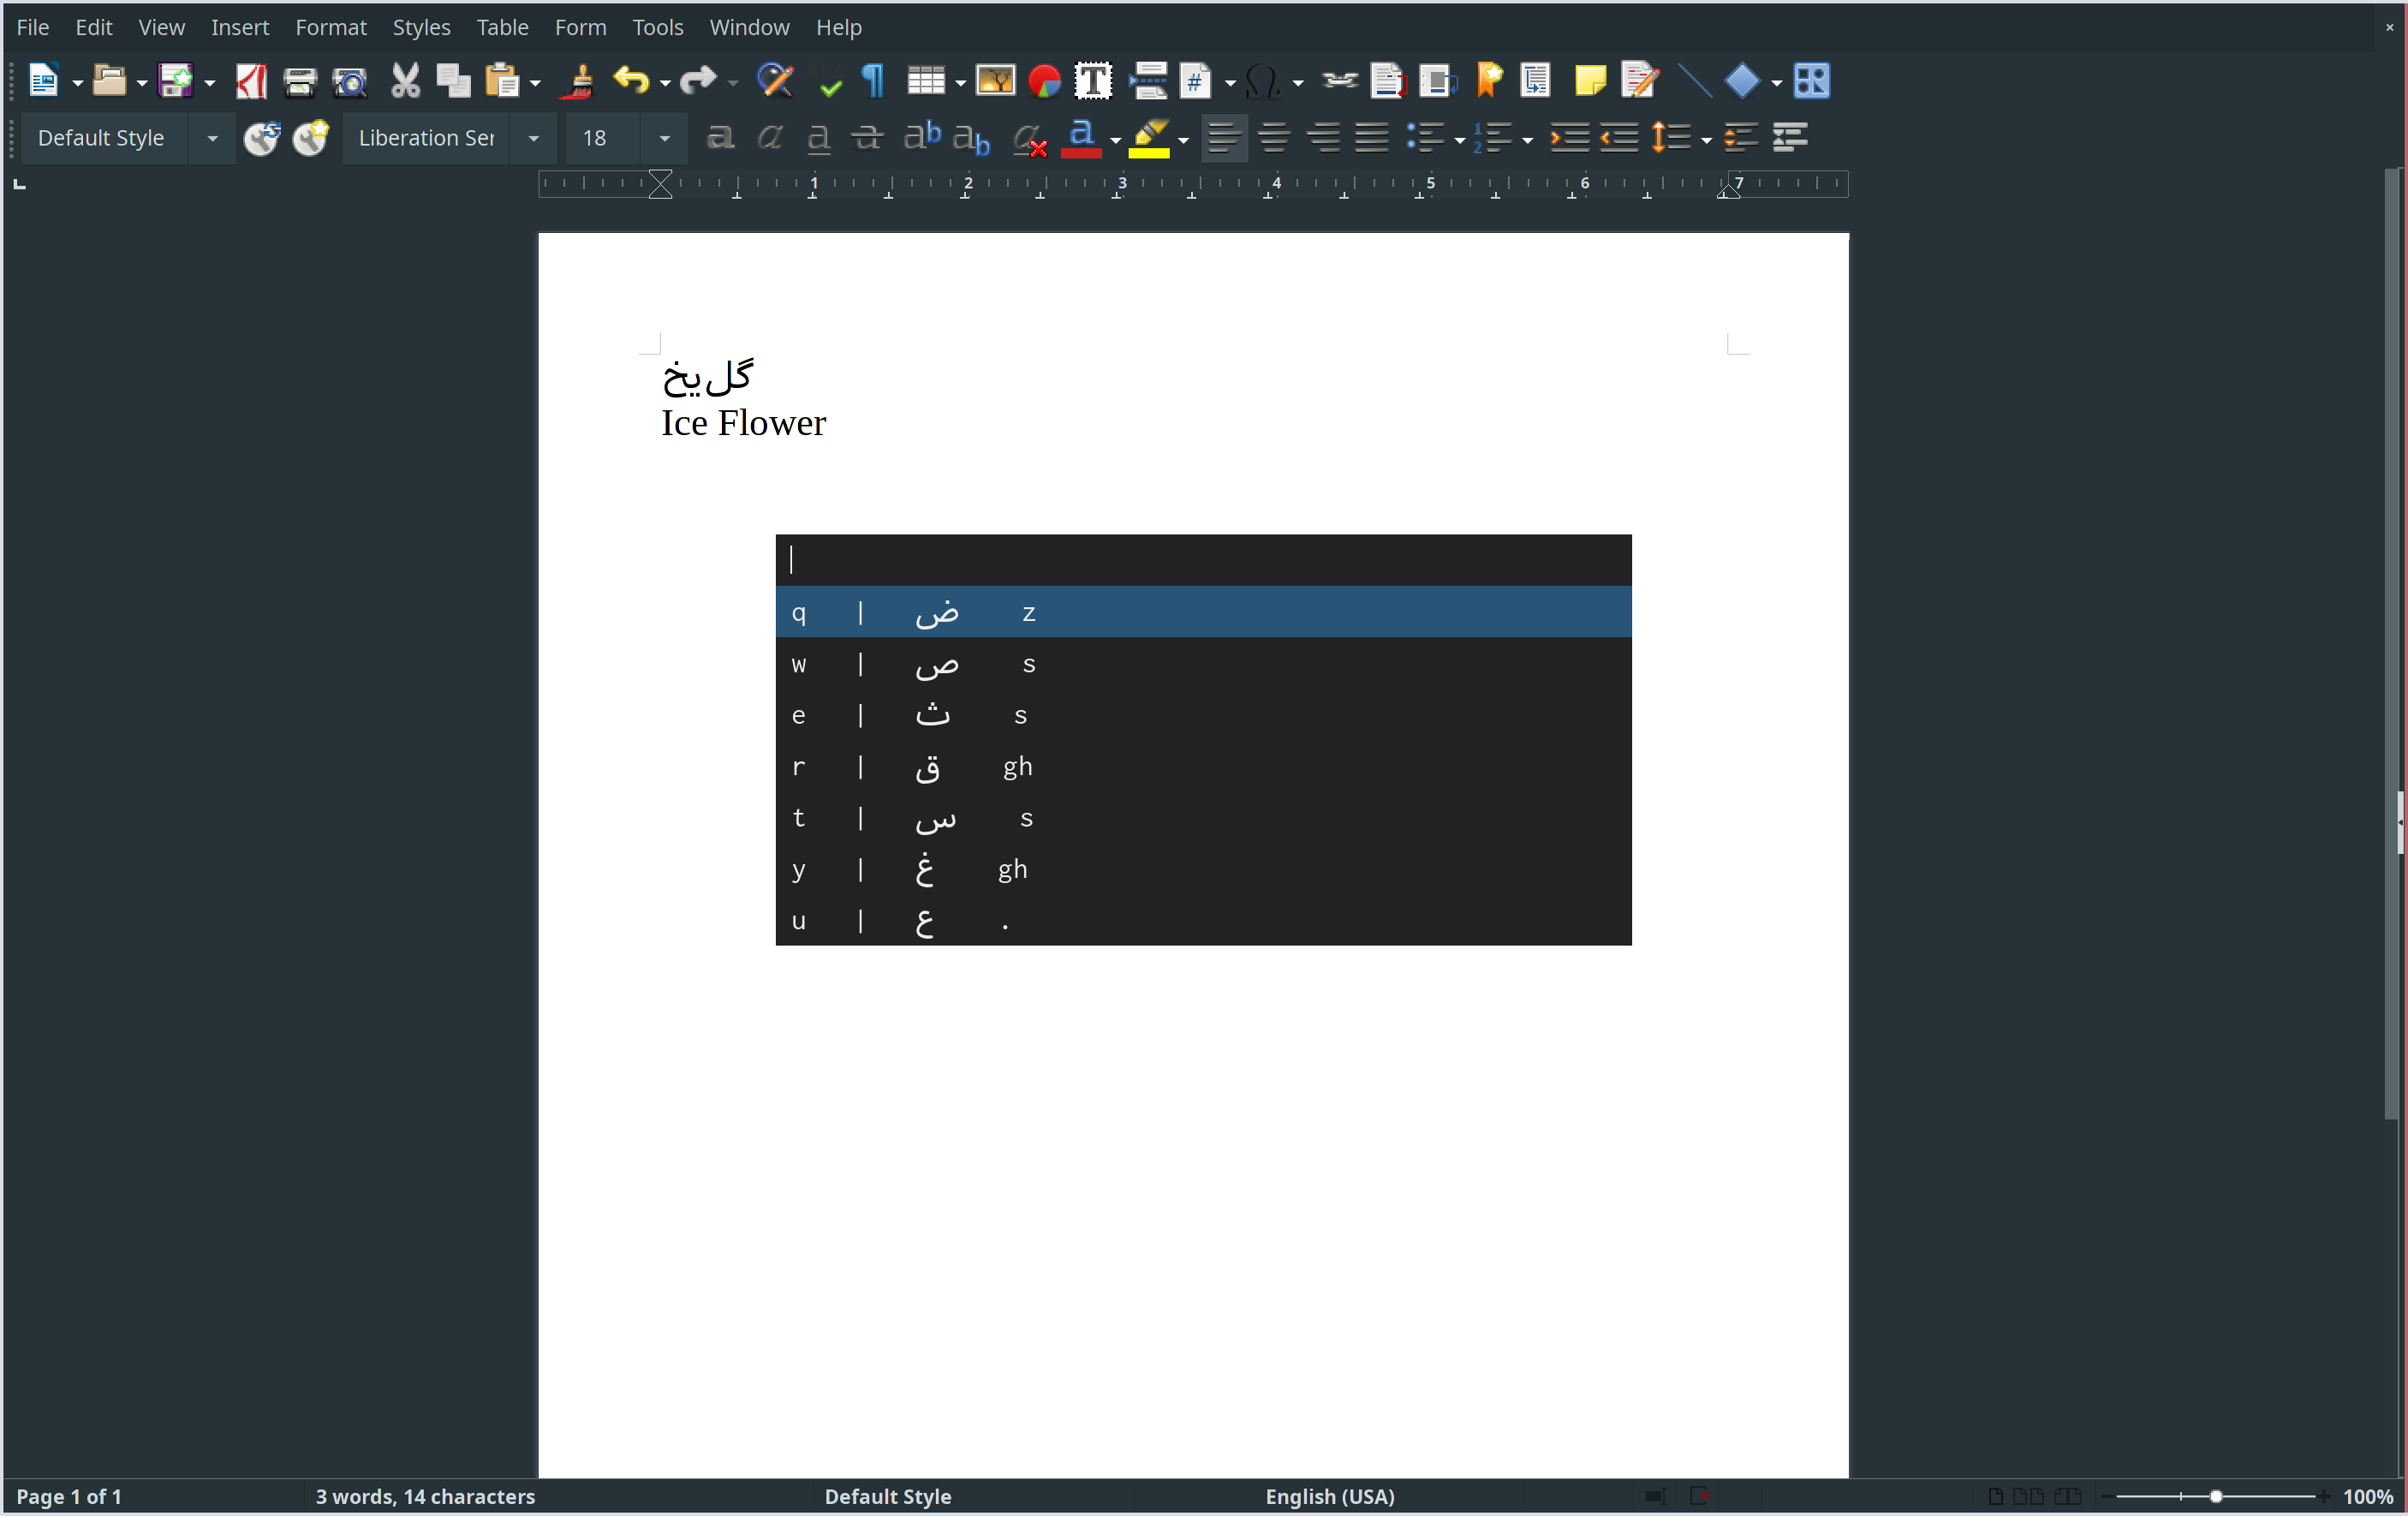 File Edit View Insert Format Styles Table Form Tools Window Help
Default Style Liberation Ser 18
1 2 3 4 5 6 7
گل‌یخ
Ice Flower
q | ض z
w | ص s
e | ث s
r | ق gh
t | س s
y | غ gh
u | ع .
Page 1 of 1 3 words, 14 characters Default Style English (USA) 100%